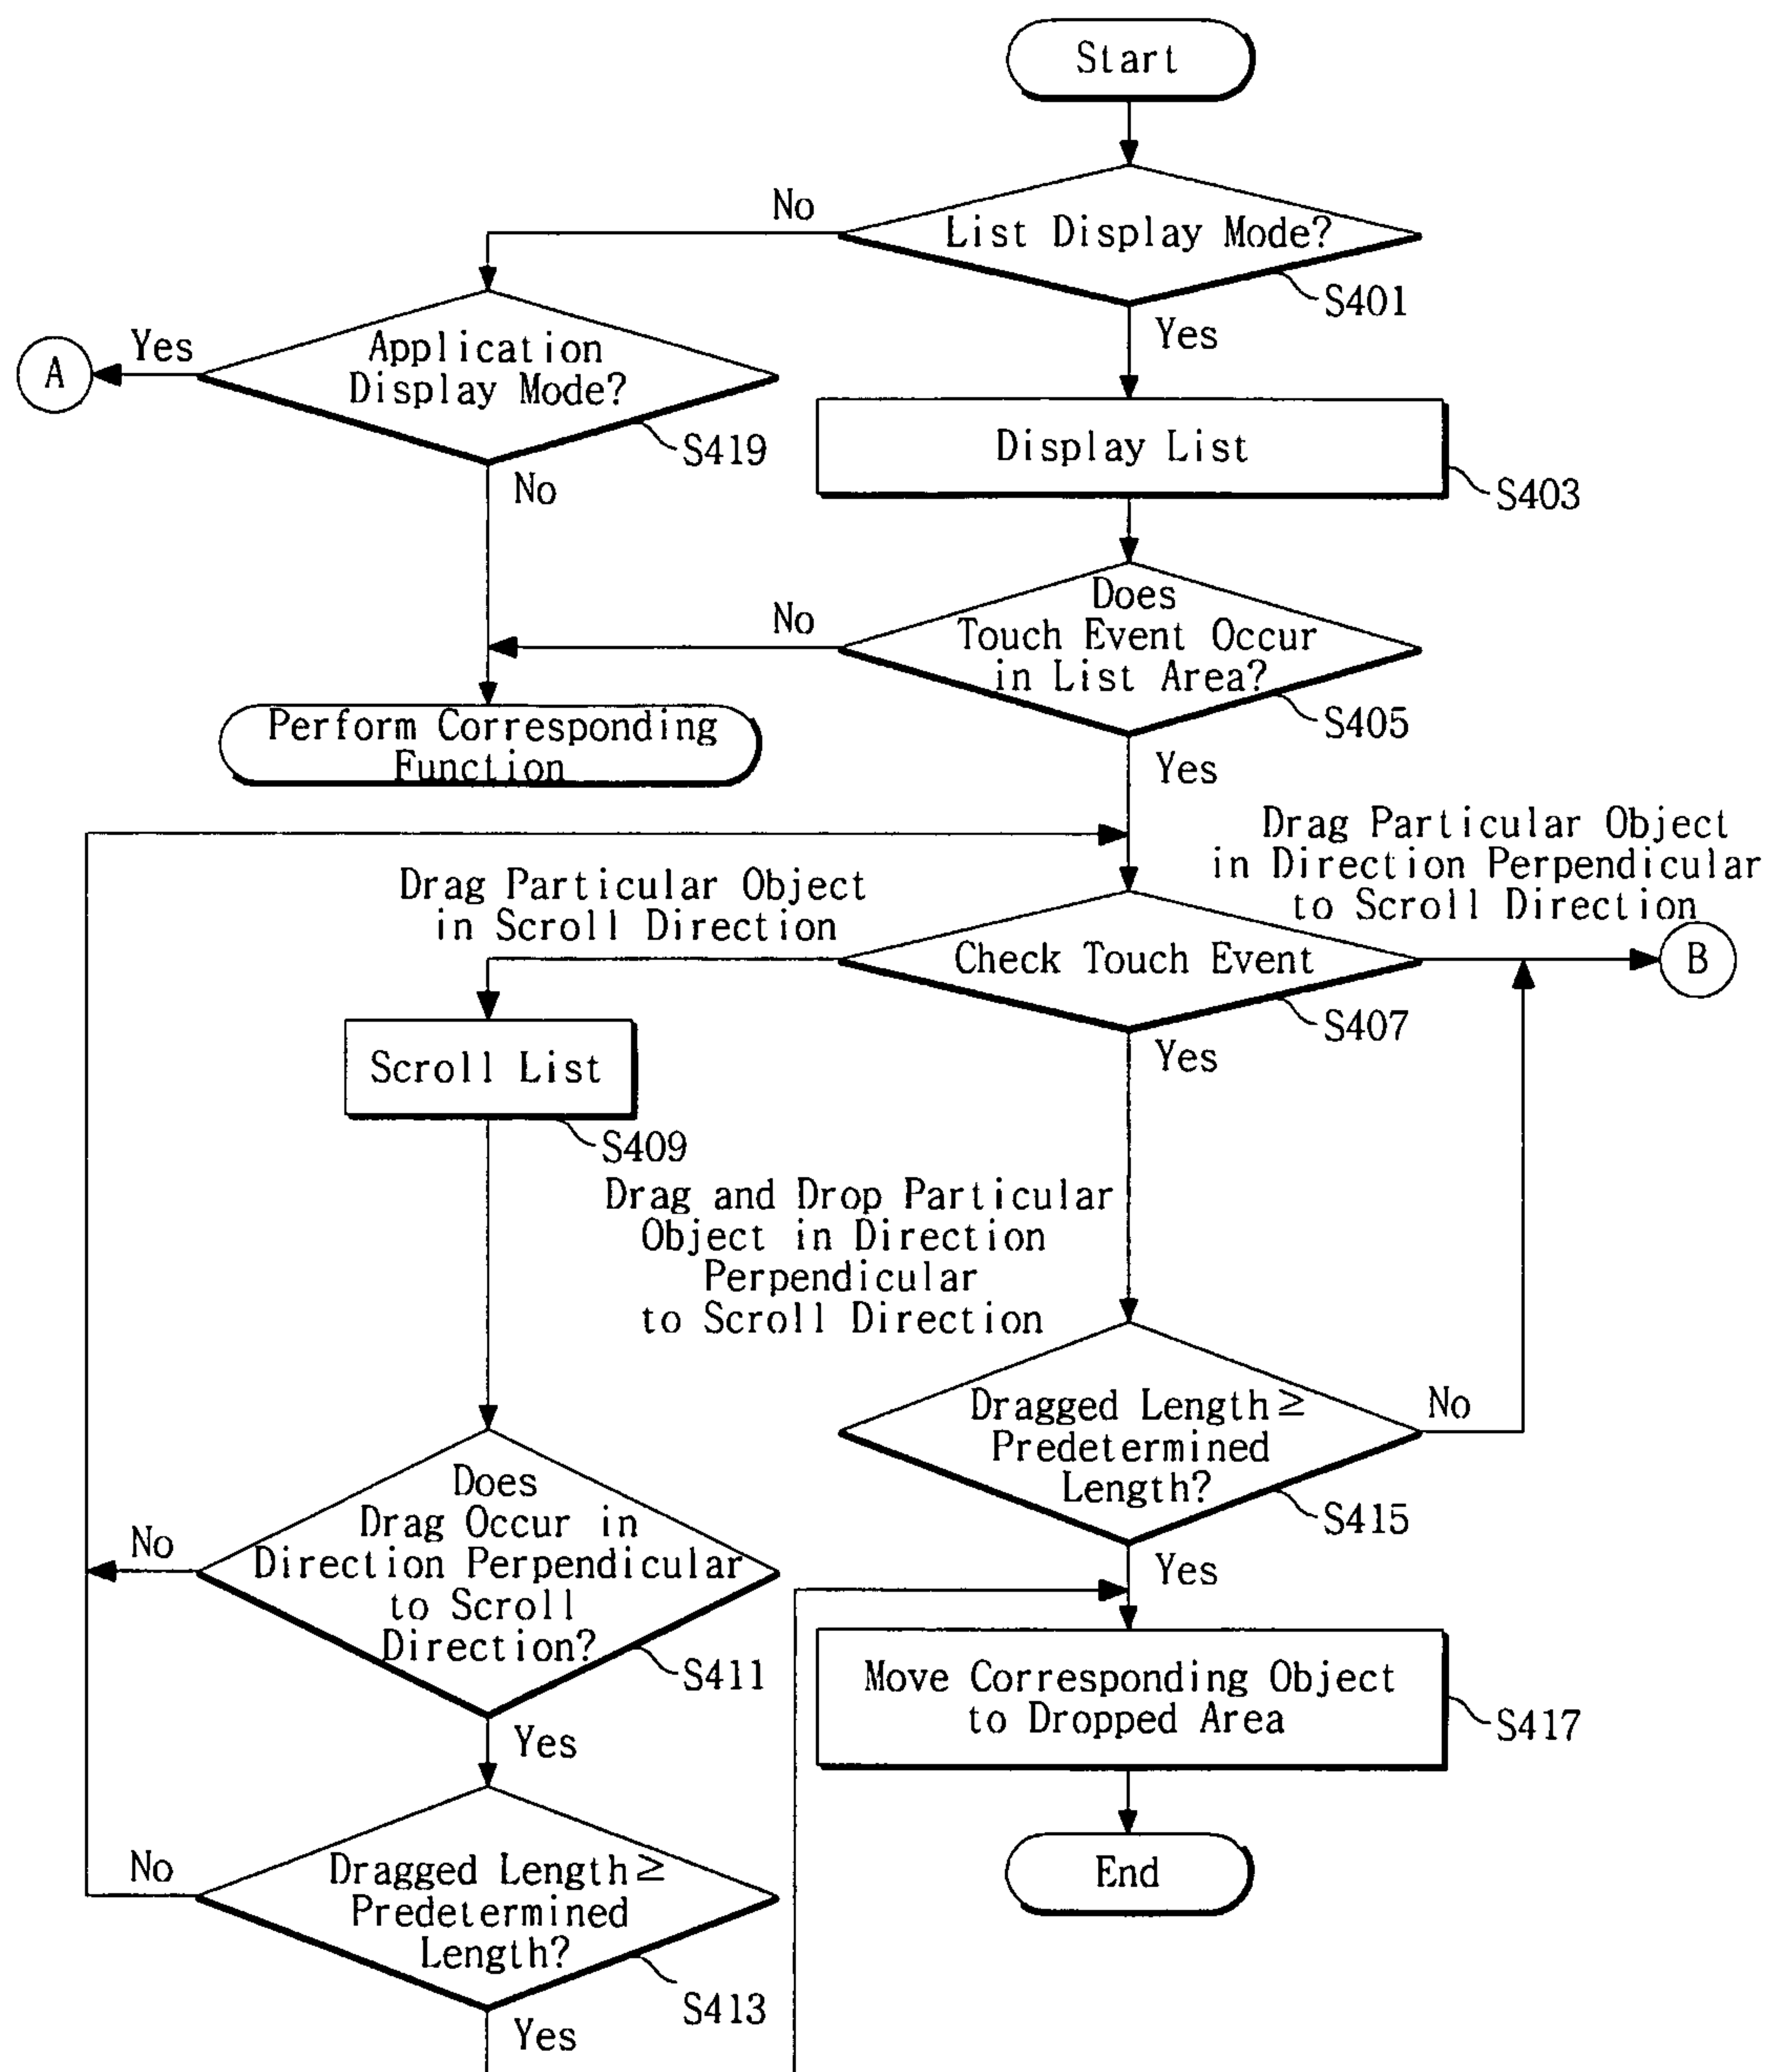 Start
No
List Display Mode?
S401
Yes
Application
Display Mode?
Yes
A
S419
No
Display List
S403
Does
Touch Event Occur
in List Area?
No
S405
Yes
Perform Corresponding
Function
Drag Particular Object
in Scroll Direction
Drag Particular Object
in Direction Perpendicular
to Scroll Direction
Check Touch Event
B
S407
Yes
Scroll List
S409
Drag and Drop Particular
Object in Direction
Perpendicular
to Scroll Direction
Dragged Length ≥
Predetermined
Length?
No
S415
Yes
Does
Drag Occur in
Direction Perpendicular
to Scroll
Direction?
No
S411
Yes
Move Corresponding Object
to Dropped Area
S417
End
Dragged Length ≥
Predetermined
Length?
No
S413
Yes